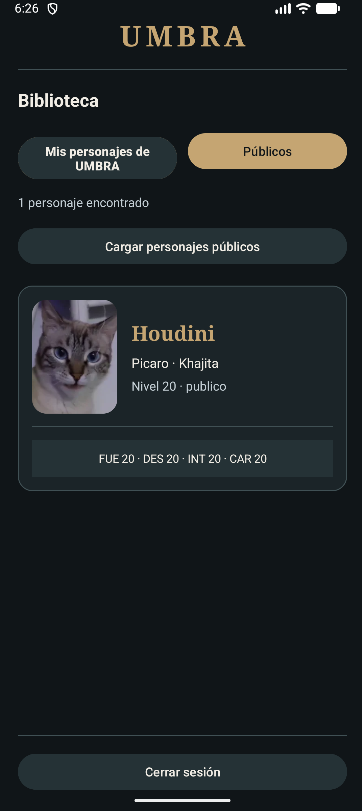 6:26
UMBRA
Biblioteca
Mis personajes de
UMBRA
Públicos
1 personaje encontrado
Cargar personajes públicos
Houdini
Picaro · Khajita
Nivel 20 · publico
FUE 20 · DES 20 · INT 20 · CAR 20
Cerrar sesión